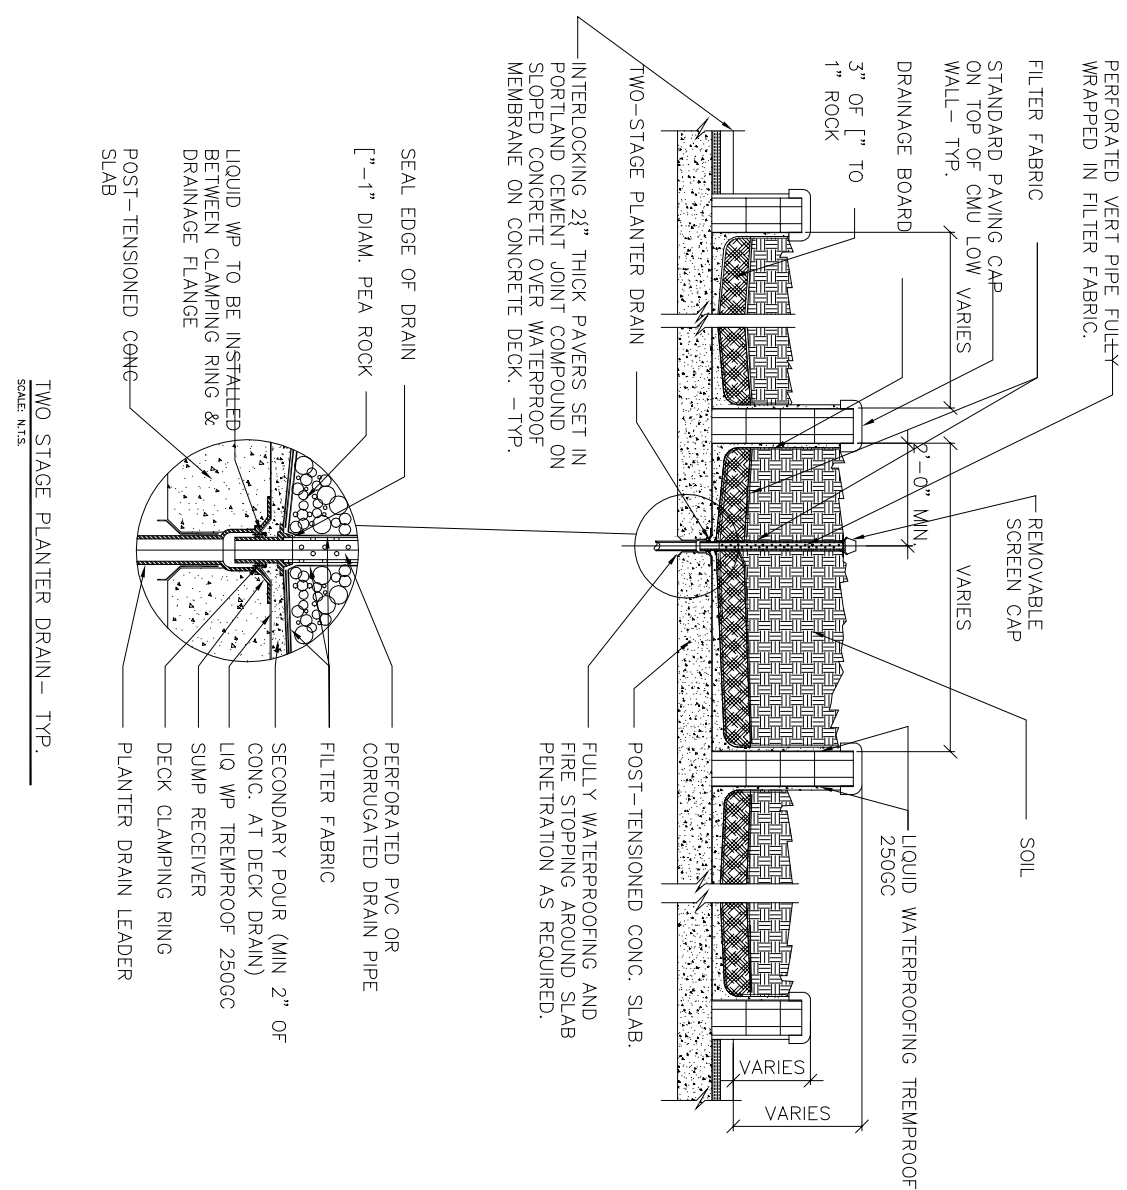 PERFORATED VERT PIPE FULLY
WRAPPED IN FILTER FABRIC.
FILTER FABRIC
STANDARD PAVING CAP
ON TOP OF CMU LOW
WALL- TYP.
DRAINAGE BOARD
3" OF [" TO
1" ROCK
TWO-STAGE PLANTER DRAIN
INTERLOCKING 2{" THICK PAVERS SET IN
PORTLAND CEMENT JOINT COMPOUND ON
SLOPED CONCRETE OVER WATERPROOF
MEMBRANE ON CONCRETE DECK. -TYP.
VARIES
2'-0" MIN.
VARIES
REMOVABLE
SCREEN CAP
SOIL
LIQUID WATERPROOFING TREMPROOF
250GC
VARIES
VARIES
POST-TENSIONED CONC. SLAB.
FULLY WATERPROOFING AND
FIRE STOPPING AROUND SLAB
PENETRATION AS REQUIRED.
SEAL EDGE OF DRAIN
["-1" DIAM. PEA ROCK
LIQUID WP TO BE INSTALLED
BETWEEN CLAMPING RING &
DRAINAGE FLANGE
POST-TENSIONED CONC
SLAB
PERFORATED PVC OR
CORRUGATED DRAIN PIPE
FILTER FABRIC
SECONDARY POUR (MIN 2" OF
CONC. AT DECK DRAIN)
LIQ WP TREMPROOF 250GC
SUMP RECEIVER
DECK CLAMPING RING
PLANTER DRAIN LEADER
TWO STAGE PLANTER DRAIN- TYP.
SCALE: N.T.S.